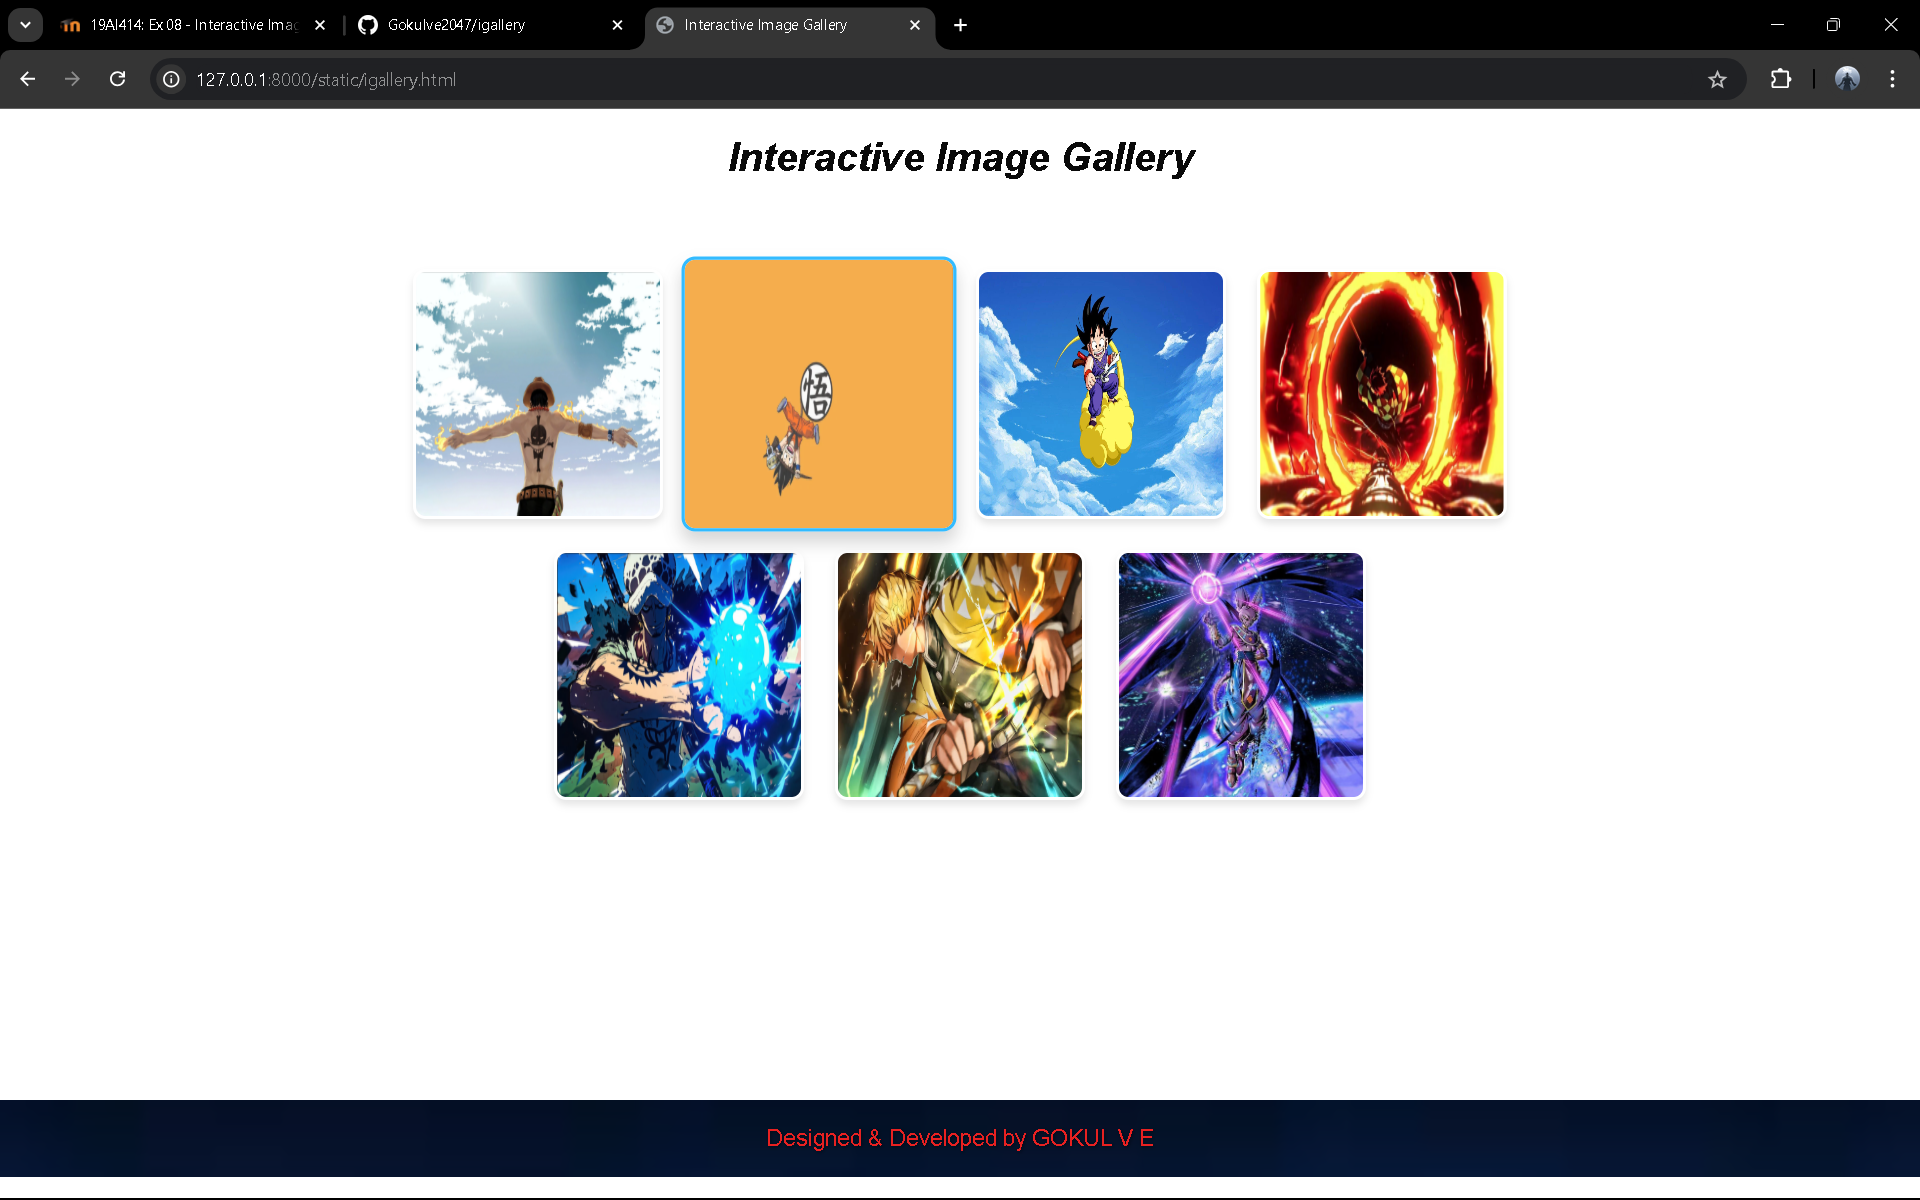 19AI414: Ex 08 - Interactive Imag
Gokulve2047/igallery
Interactive Image Gallery
127.0.0.1:8000/static/igallery.html
Interactive Image Gallery
悟
Designed & Developed by GOKUL V E